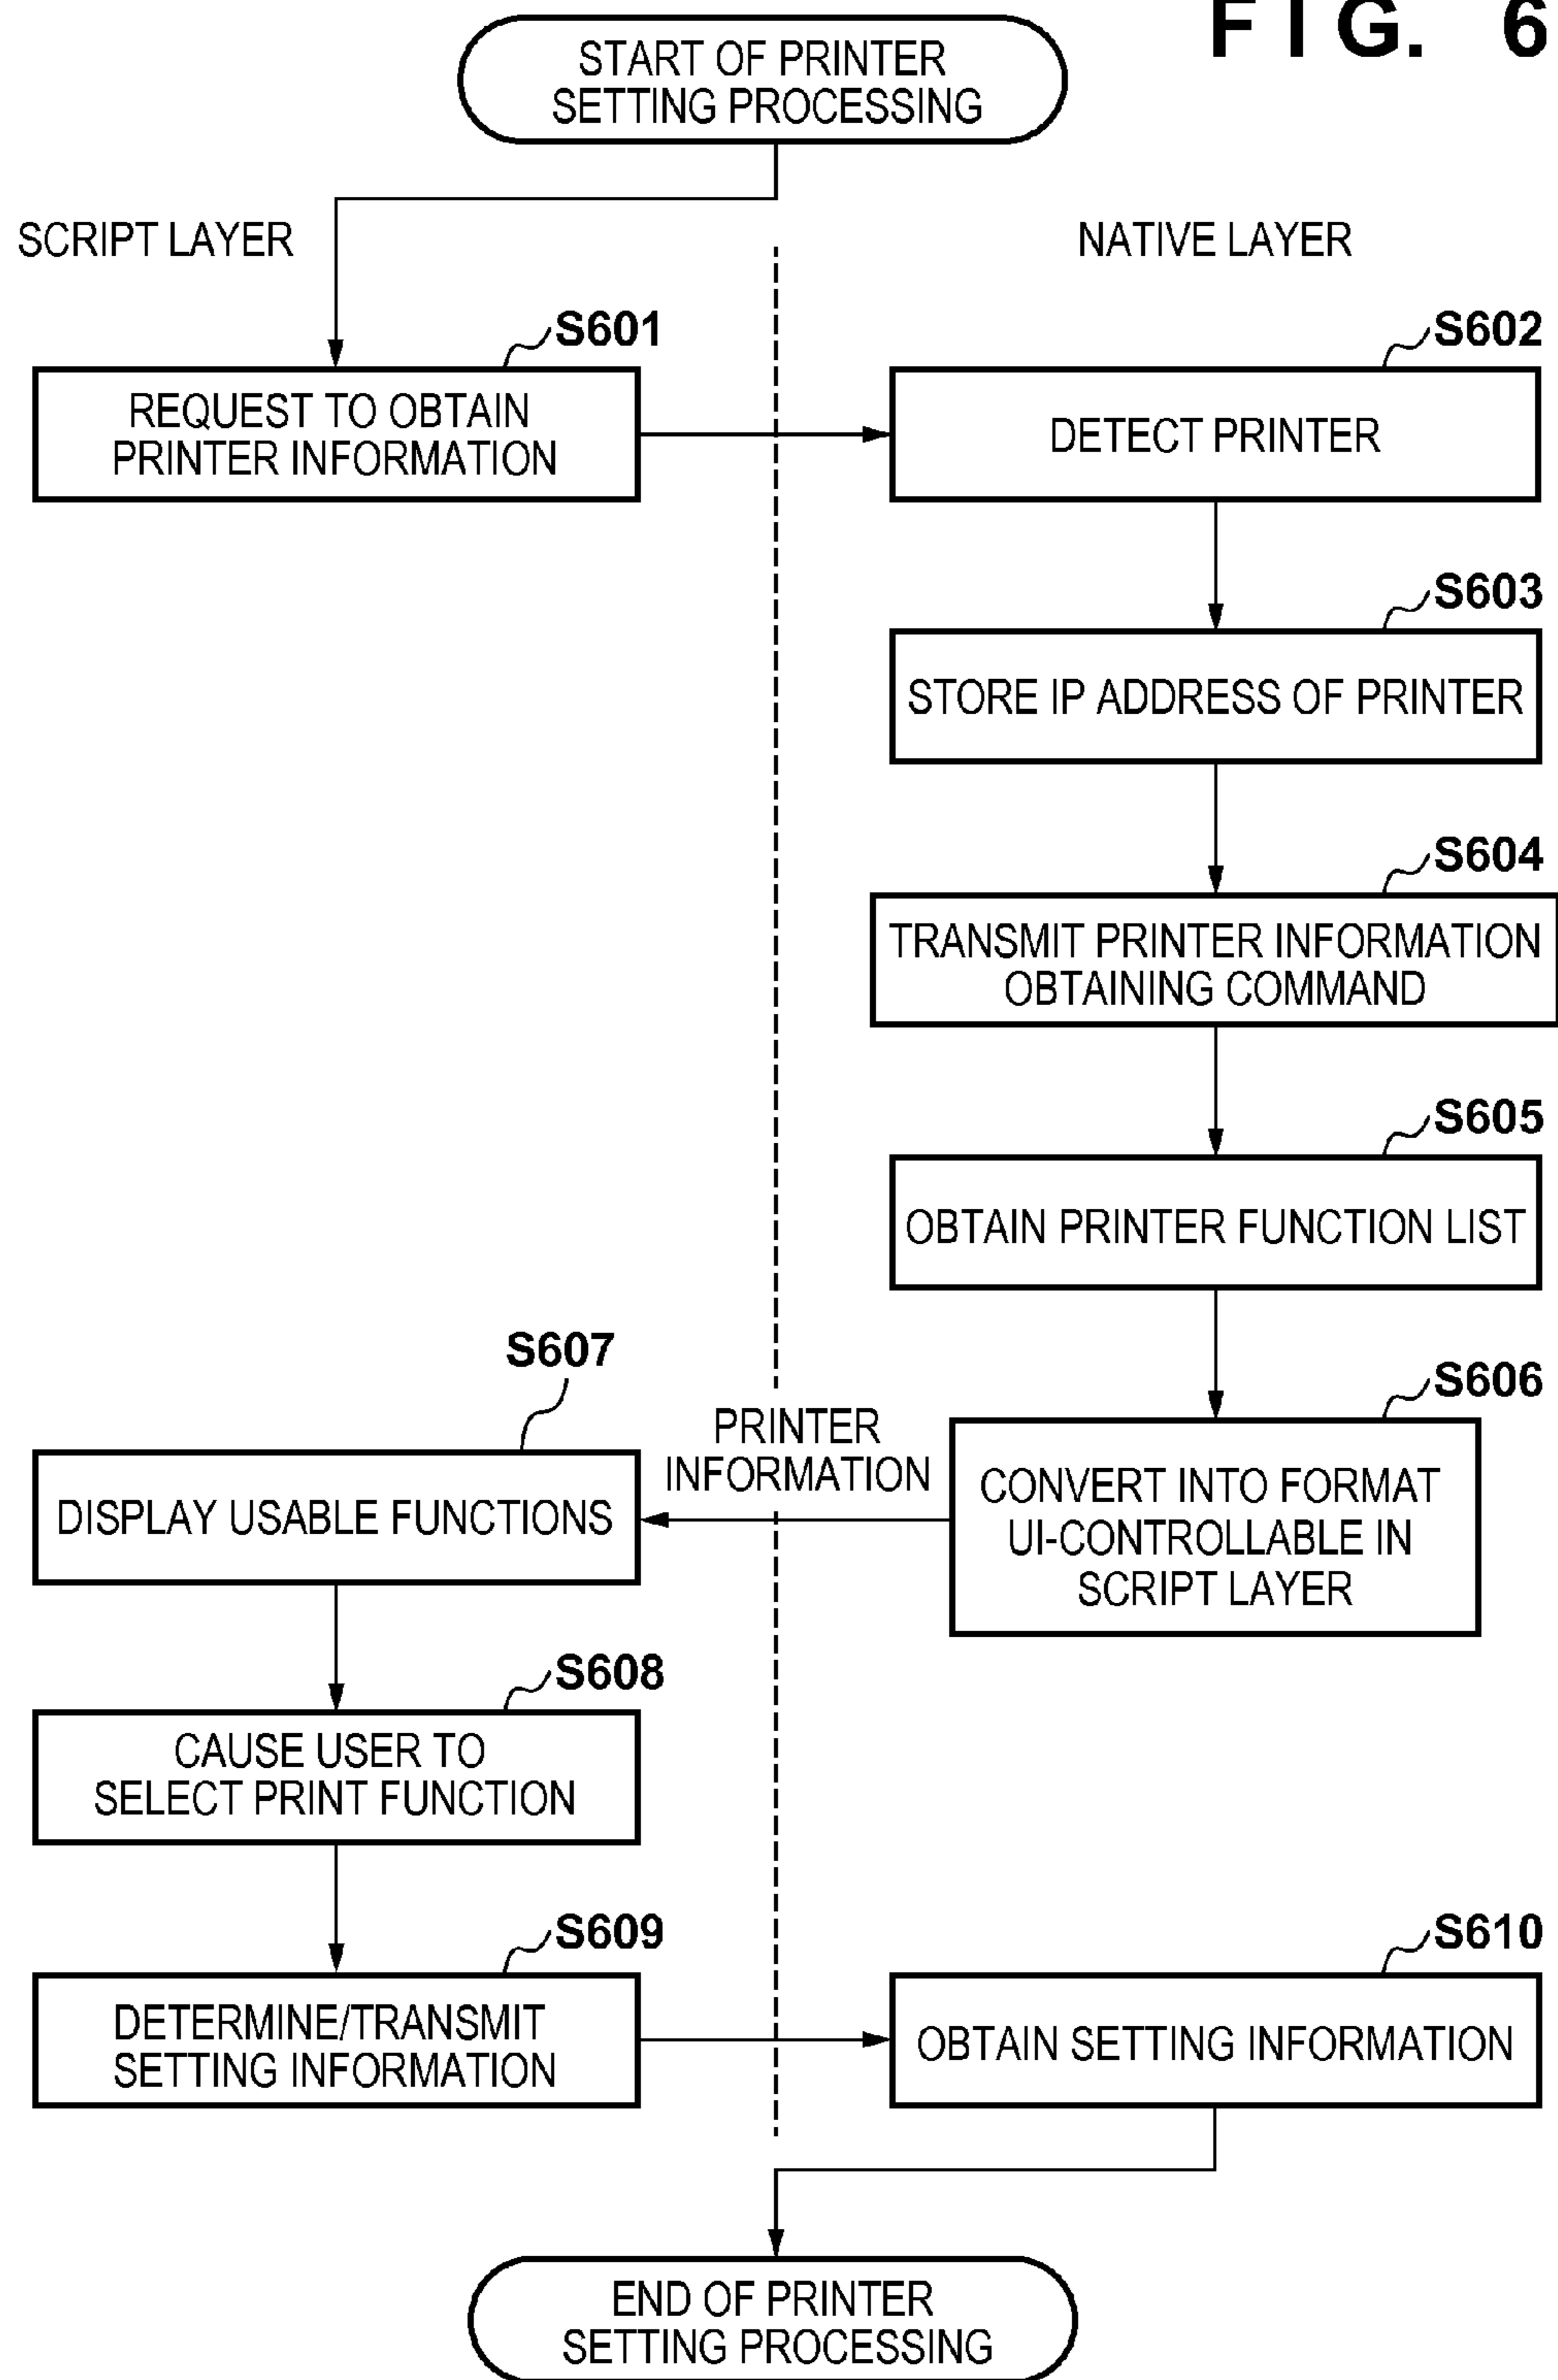 FIG. 6
START OF PRINTER
SETTING PROCESSING
SCRIPT LAYER
NATIVE LAYER
S601
REQUEST TO OBTAIN
PRINTER INFORMATION
S602
DETECT PRINTER
S603
STORE IP ADDRESS OF PRINTER
S604
TRANSMIT PRINTER INFORMATION
OBTAINING COMMAND
S605
OBTAIN PRINTER FUNCTION LIST
S606
CONVERT INTO FORMAT
UI-CONTROLLABLE IN
SCRIPT LAYER
PRINTER
INFORMATION
S607
DISPLAY USABLE FUNCTIONS
S608
CAUSE USER TO
SELECT PRINT FUNCTION
S609
DETERMINE/TRANSMIT
SETTING INFORMATION
S610
OBTAIN SETTING INFORMATION
END OF PRINTER
SETTING PROCESSING